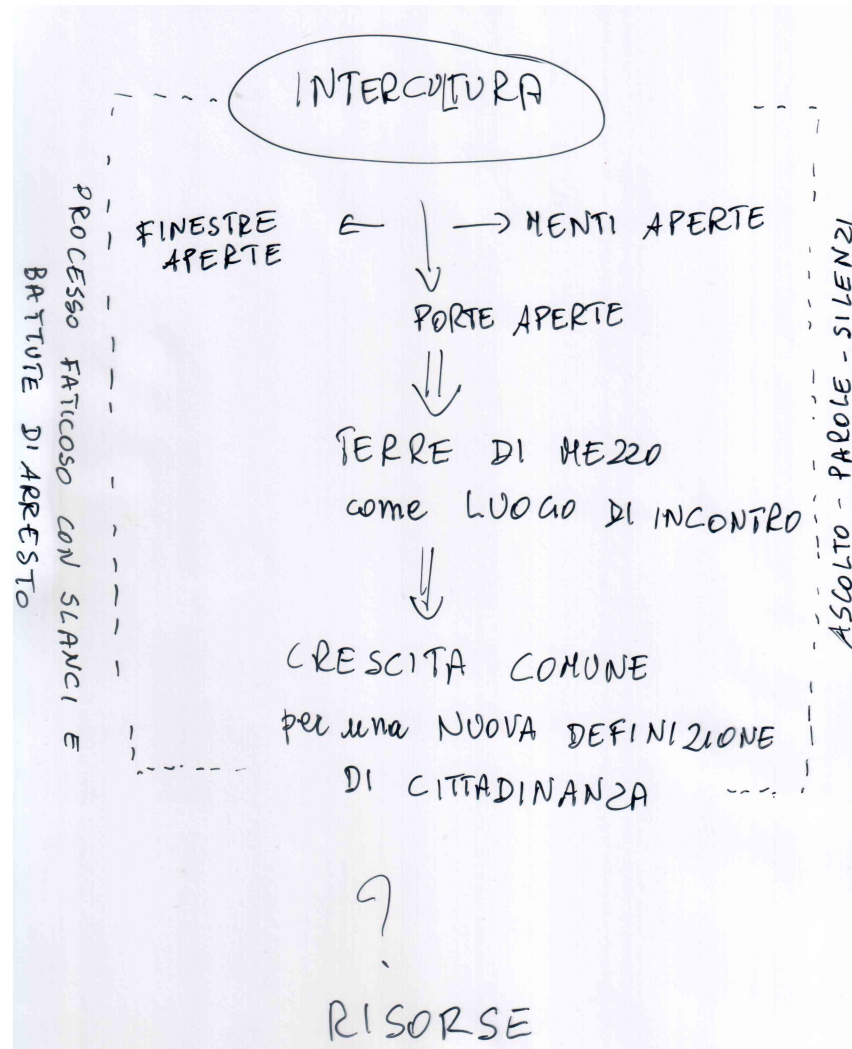 INTERCULTURA
FINESTRE
APERTE
MENTI APERTE
PORTE APERTE
TERRE DI MEZZO
come LUOGO DI INCONTRO
CRESCITA COMUNE
per una NUOVA DEFINIZIONE
DI CITTADINANZA
?
RISORSE
PROCESSO FATICOSO CON SLANCI E
BATTUTE DI ARRESTO
ASCOLTO - PAROLE - SILENZI